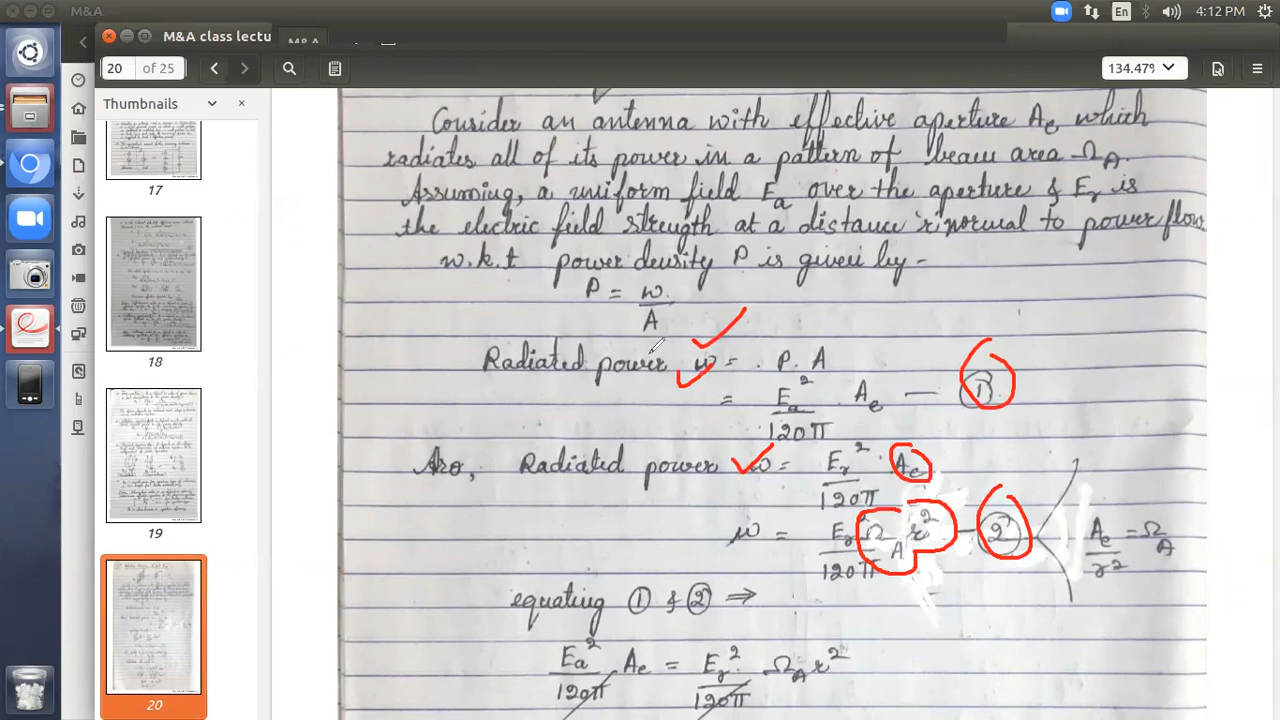 M&A
En
4:12 PM
M&A class lectu
M&A
20
of 25
134.47%
Thumbnails
17
18
19
20
Consider an antenna with effective aperture Ae which
radiates all of its power in a pattern of beam area ΩA.
Assuming, a uniform field Ea over the aperture & Er is
the electric field strength at a distance 'r' normal to power flow.
w.k.t power density P is given by -
P = w/A
Radiated power w = P. A
= Ea²/120π . Ae — ①
Also, Radiated power w = Er²/120π . Ae
w = Er²/120π ΩA r² — ②
Ae/r² = ΩA
equating ① & ② ⇒
Ea²/120π Ae = Er²/120π ΩA r²